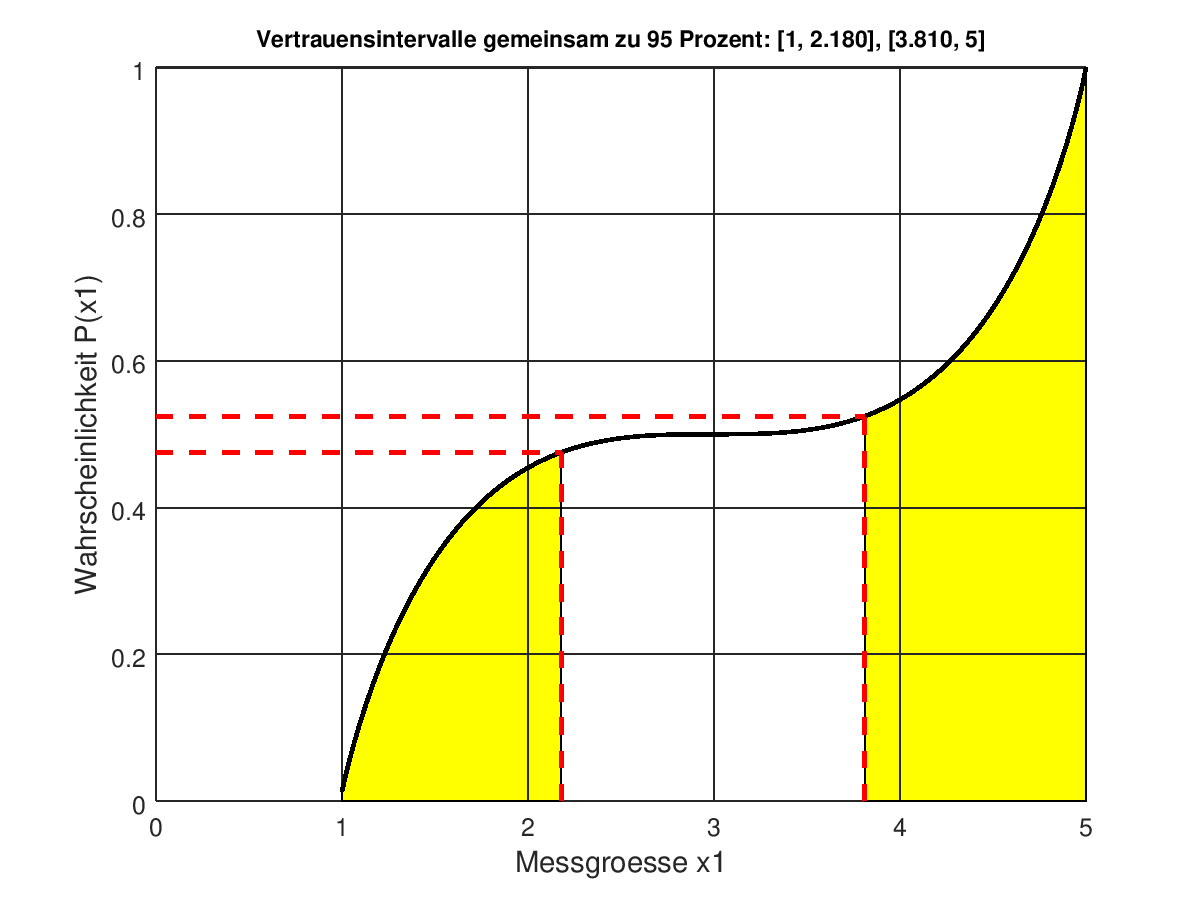 Vertrauensintervalle gemeinsam zu 95 Prozent: [1, 2.180], [3.810, 5]
1
0.8
0.6
0.4
0.2
0
Wahrscheinlichkeit P(x1)
0 1 2 3 4 5
Messgroesse x1